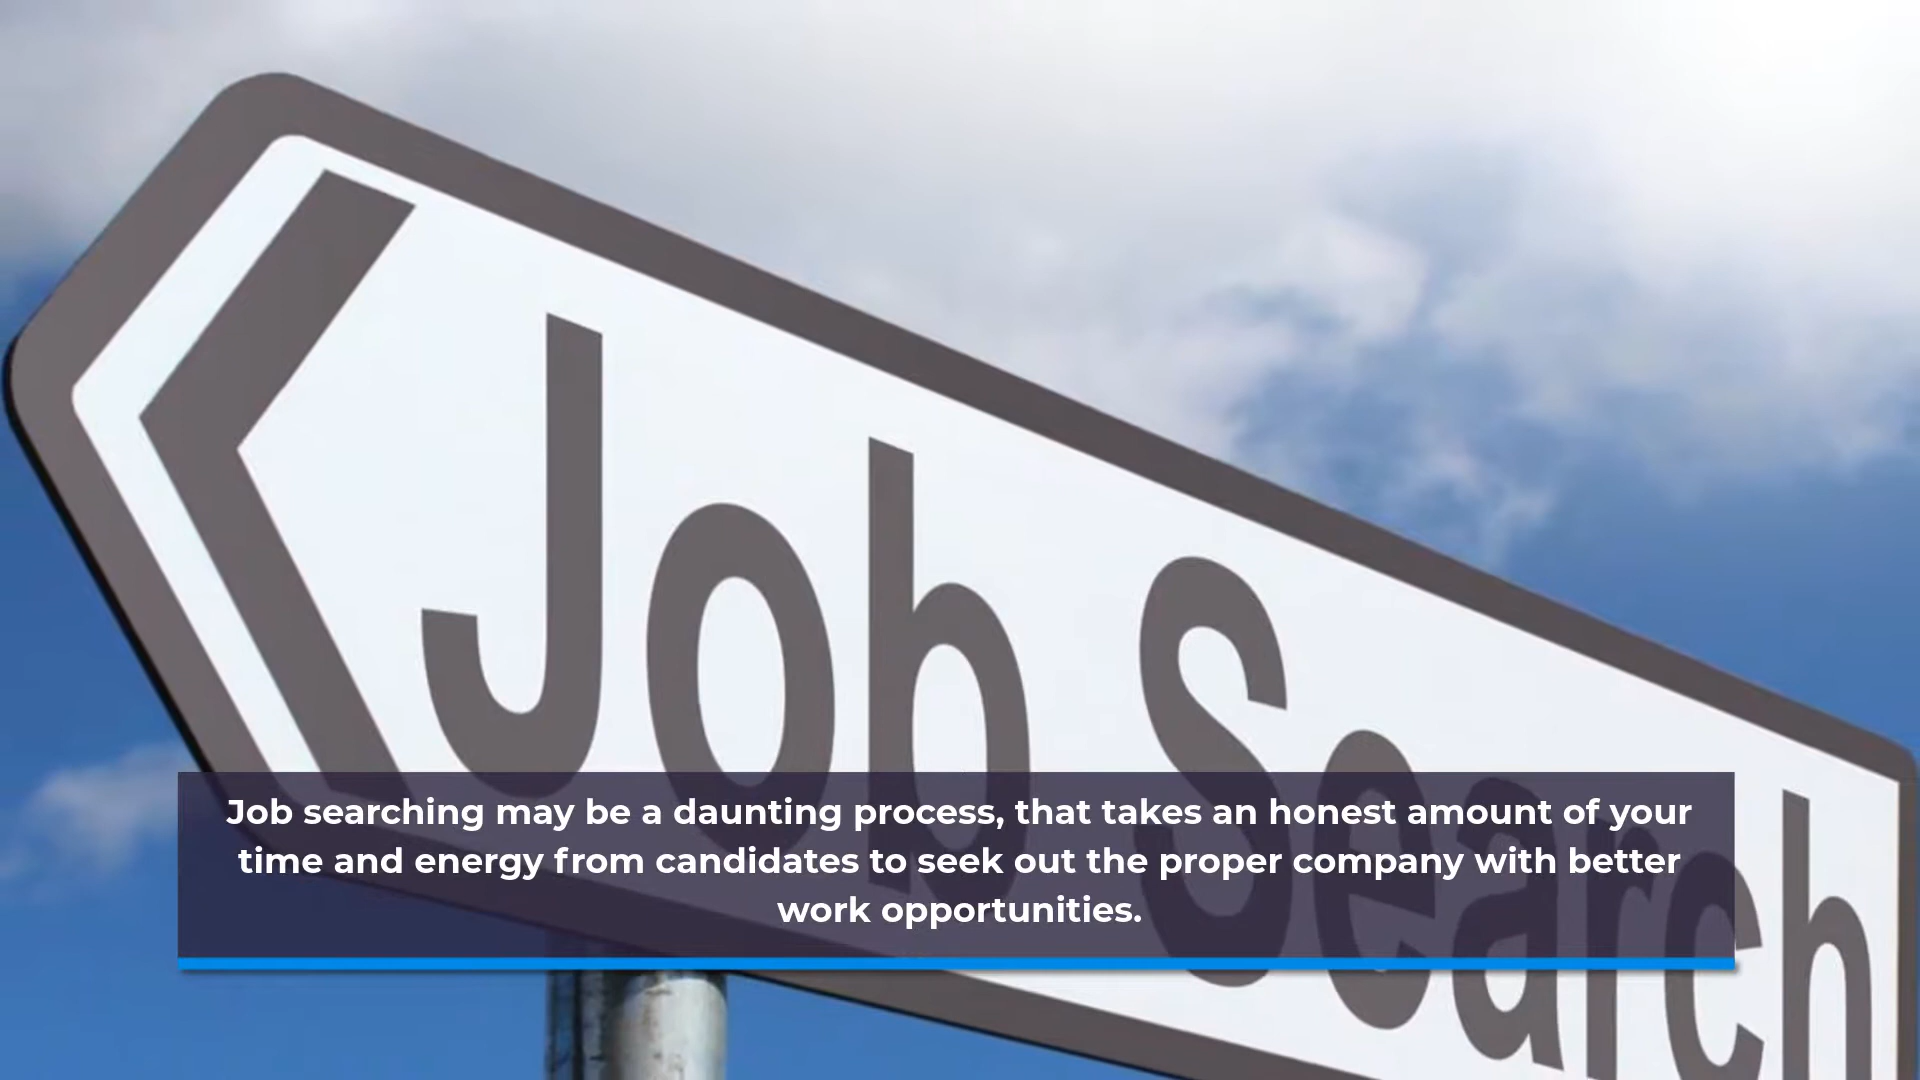 Job Search
Job searching may be a daunting process, that takes an honest amount of your
time and energy from candidates to seek out the proper company with better
work opportunities.